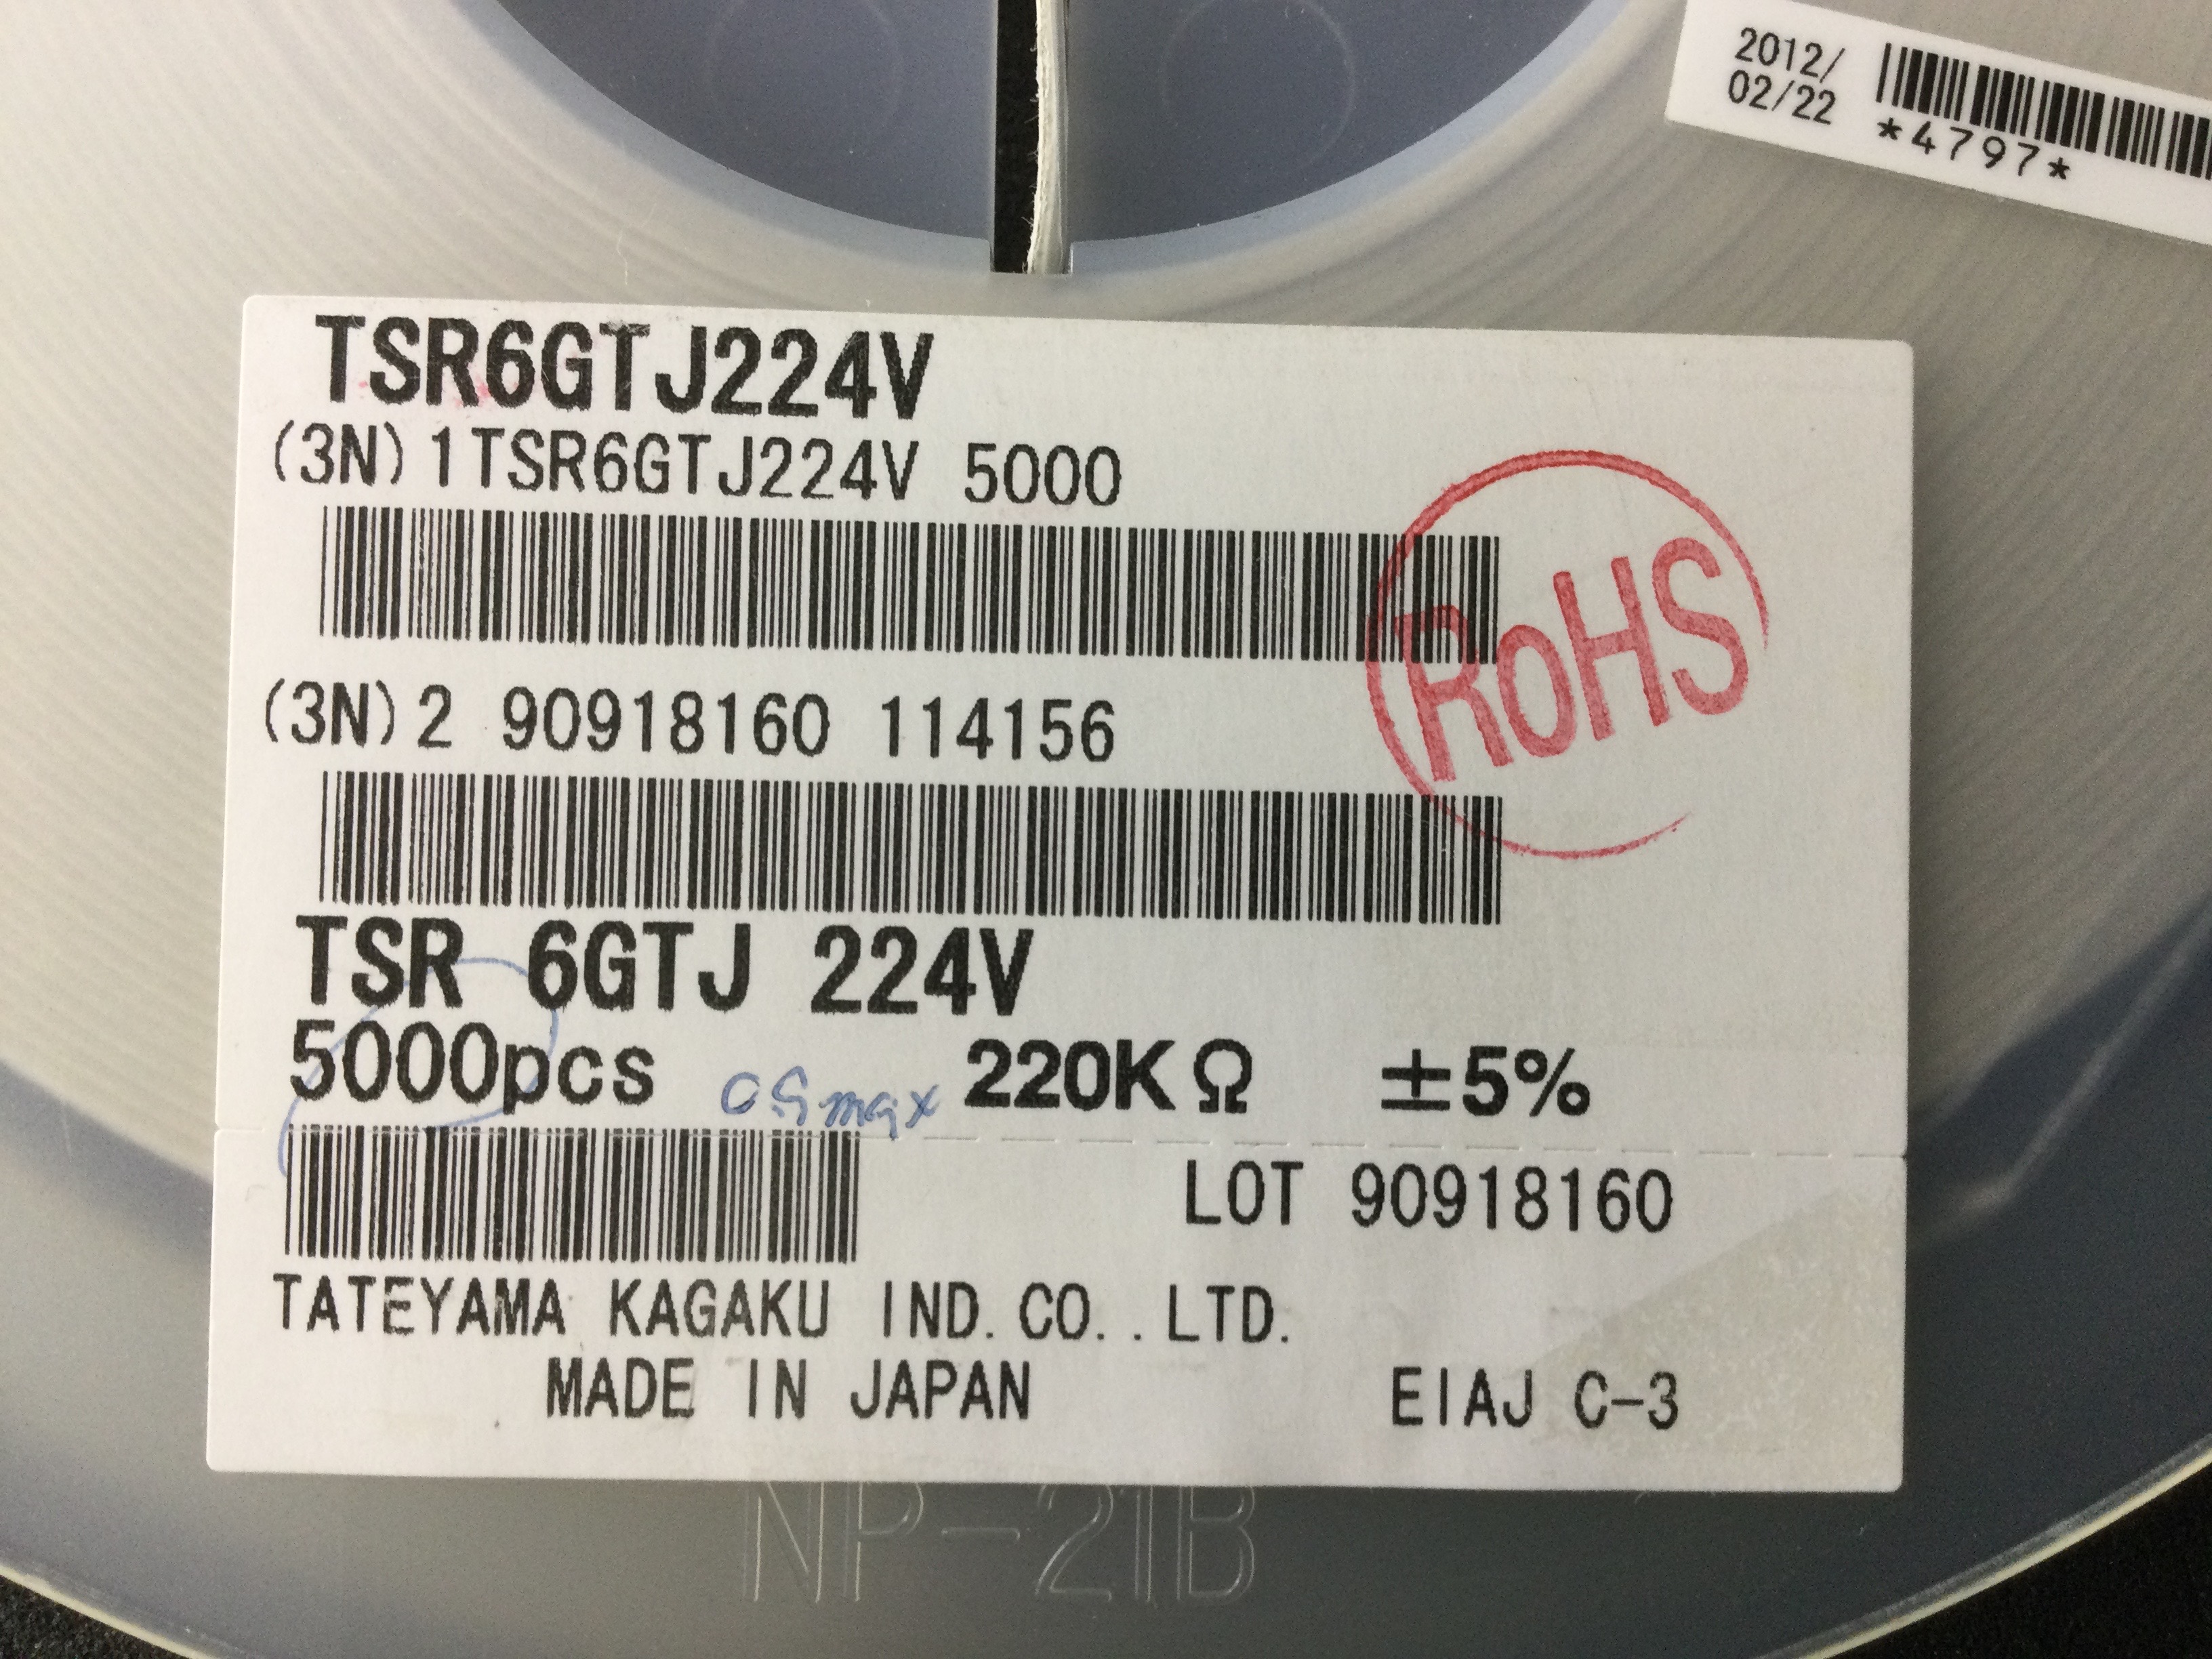 2012/
02/22
*4797*
TSR6GTJ224V
(3N)1TSR6GTJ224V 5000
RoHS
(3N)2 90918160 114156
TSR 6GTJ 224V
5000pcs 220KΩ ±5%
LOT 90918160
TATEYAMA KAGAKU IND.CO..LTD.
MADE IN JAPAN EIAJ C-3
NP-21B